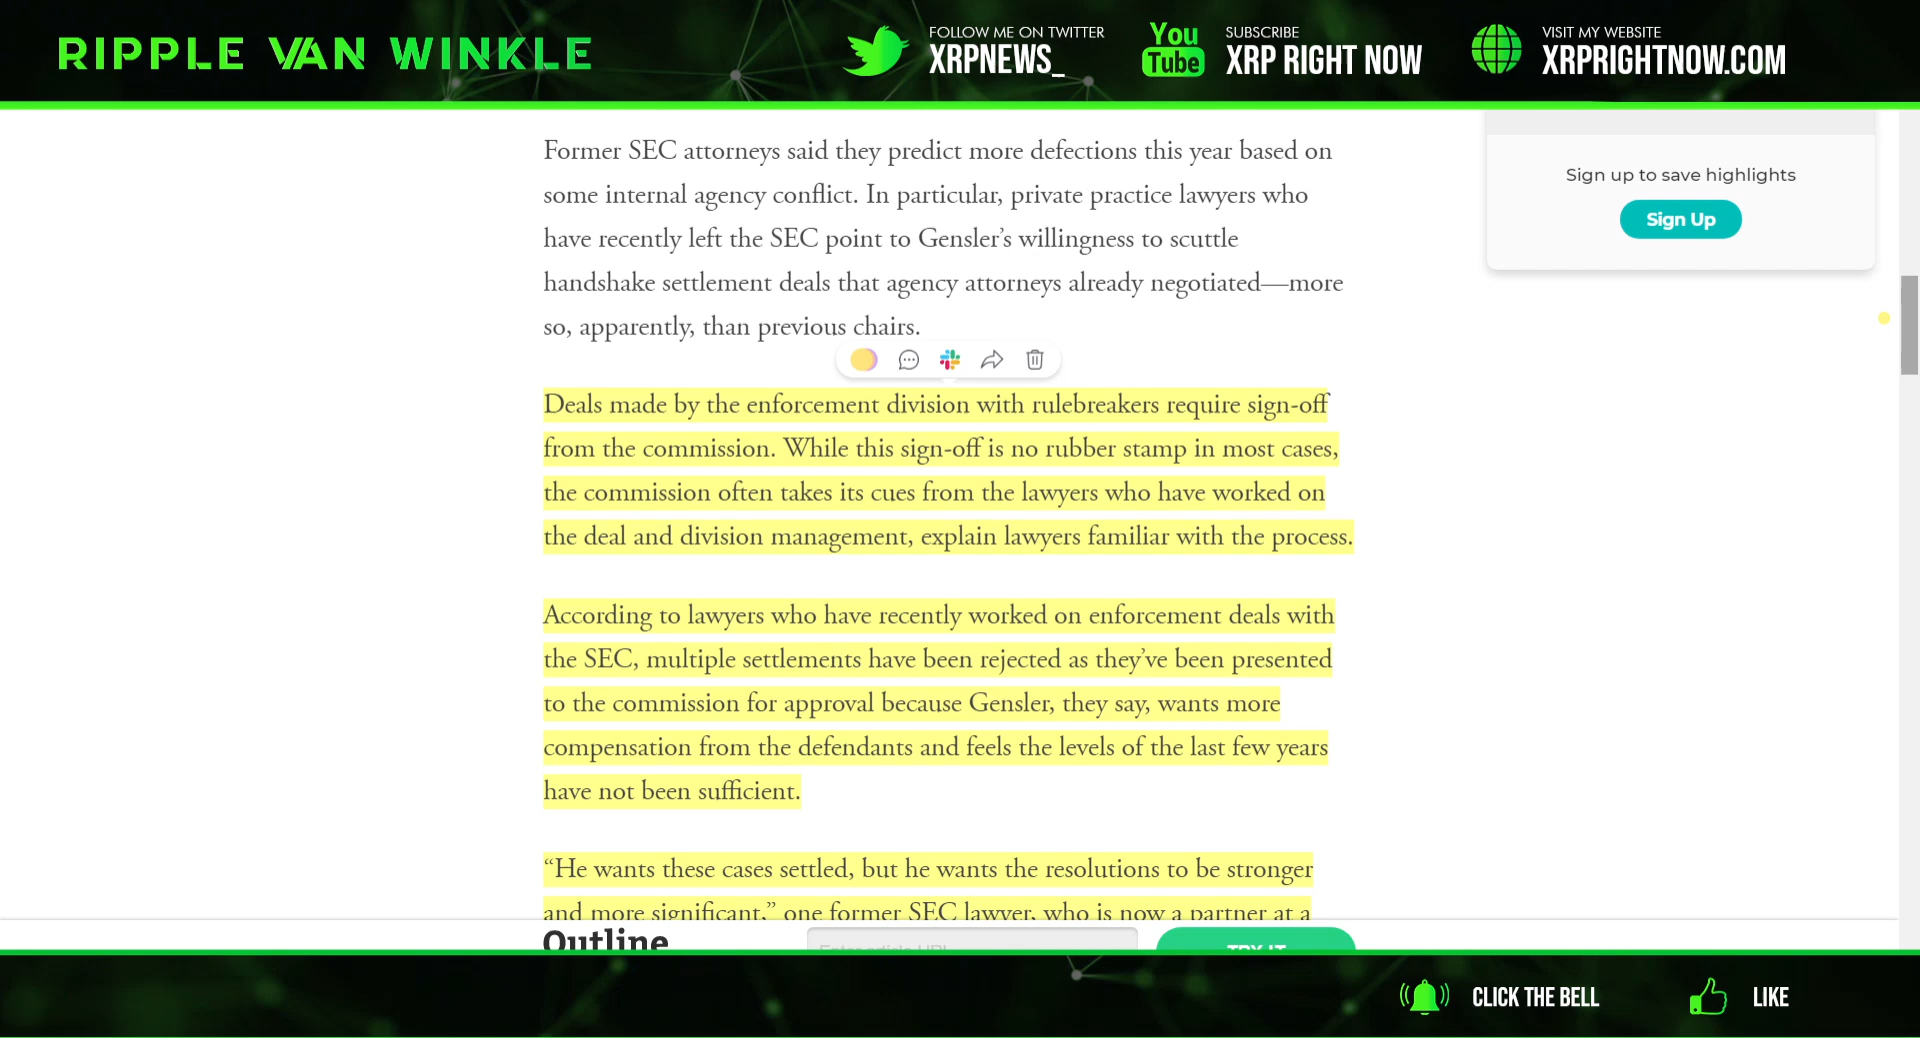 RIPPLE VAN WINKLE
FOLLOW ME ON TWITTER
XRPNEWS_
You
Tube
SUBSCRIBE
XRP RIGHT NOW
VISIT MY WEBSITE
XRPRIGHTNOW.COM
Former SEC attorneys said they predict more defections this year based on
some internal agency conflict. In particular, private practice lawyers who
have recently left the SEC point to Gensler’s willingness to scuttle
handshake settlement deals that agency attorneys already negotiated—more
so, apparently, than previous chairs.
Sign up to save highlights
Sign Up
Deals made by the enforcement division with rulebreakers require sign-off
from the commission. While this sign-off is no rubber stamp in most cases,
the commission often takes its cues from the lawyers who have worked on
the deal and division management, explain lawyers familiar with the process.
According to lawyers who have recently worked on enforcement deals with
the SEC, multiple settlements have been rejected as they’ve been presented
to the commission for approval because Gensler, they say, wants more
compensation from the defendants and feels the levels of the last few years
have not been sufficient.
“He wants these cases settled, but he wants the resolutions to be stronger
and more significant,” one former SEC lawyer, who is now a partner at a
Outline
Enter article URL
TRY IT
CLICK THE BELL
LIKE